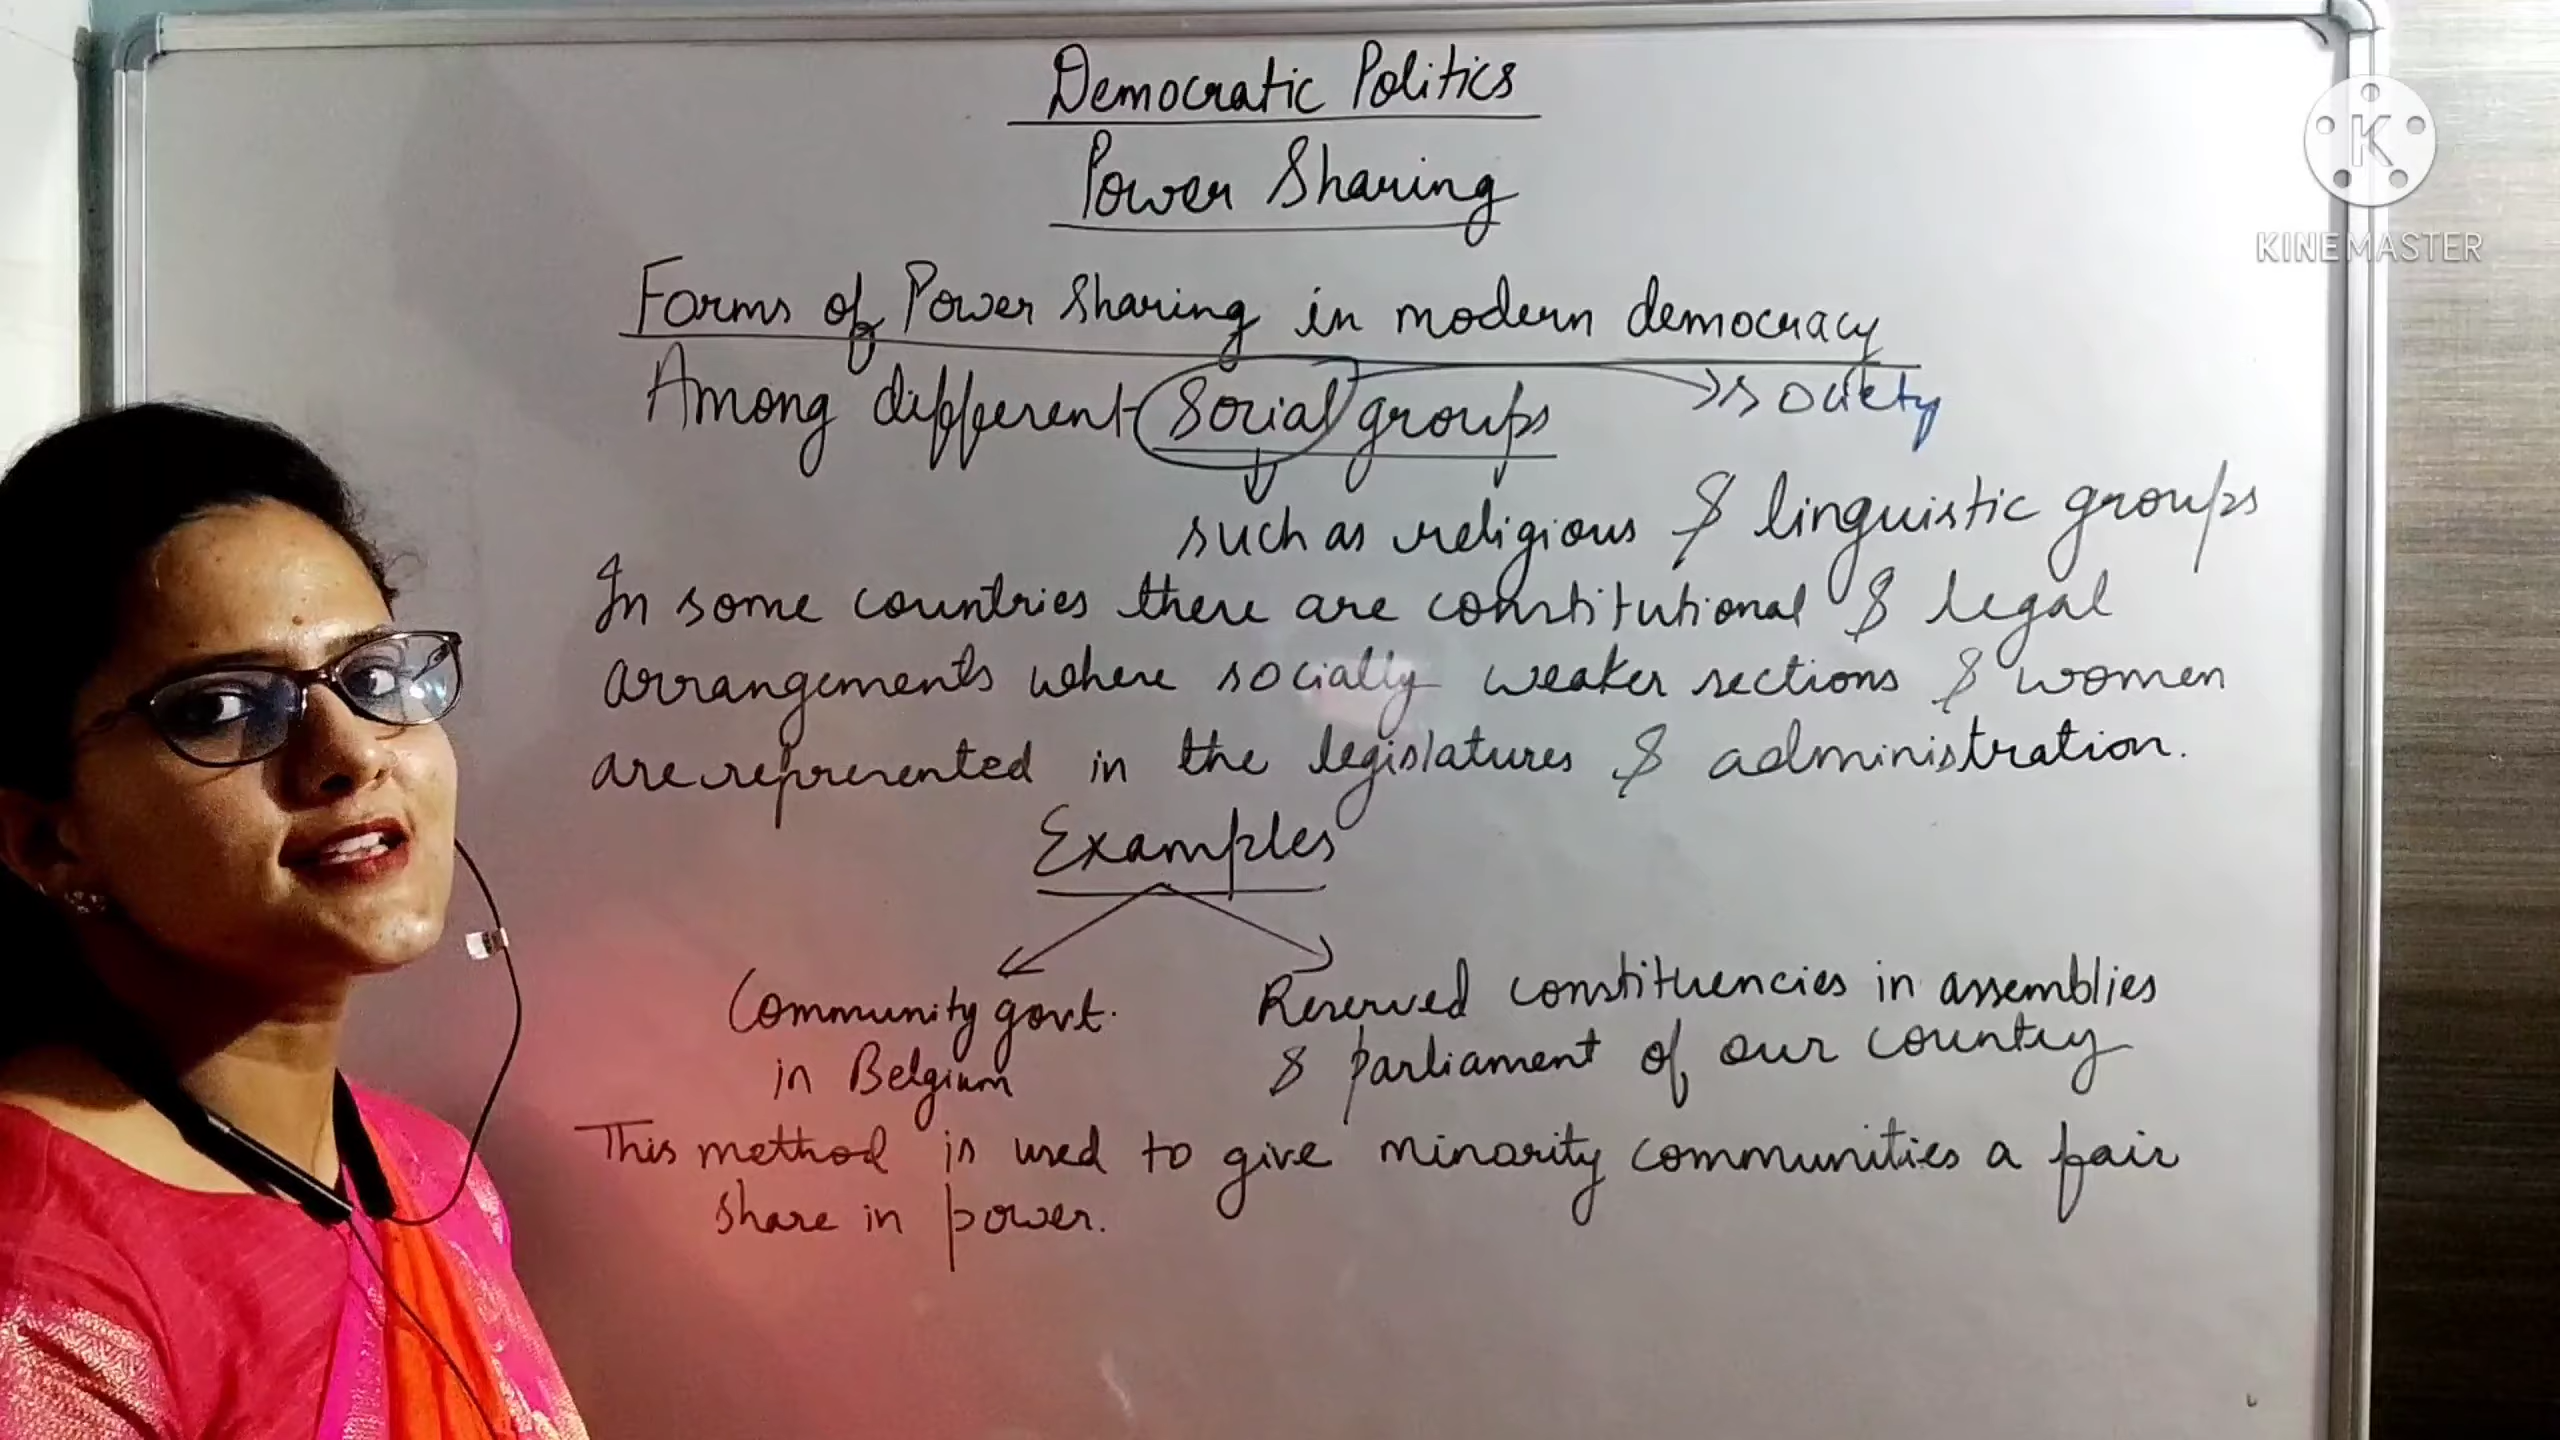 Democratic Politics
Power Sharing
Forms of Power Sharing in modern democracy
Among different Social groups → society
such as religious & linguistic groups
In some countries there are constitutional & legal
arrangements where socially weaker sections & women
are represented in the legislatures & administration.
Examples
Community govt.
in Belgium
Reserved constituencies in assemblies
& parliament of our country
This method is used to give minority communities a fair
share in power.
K
KINEMASTER